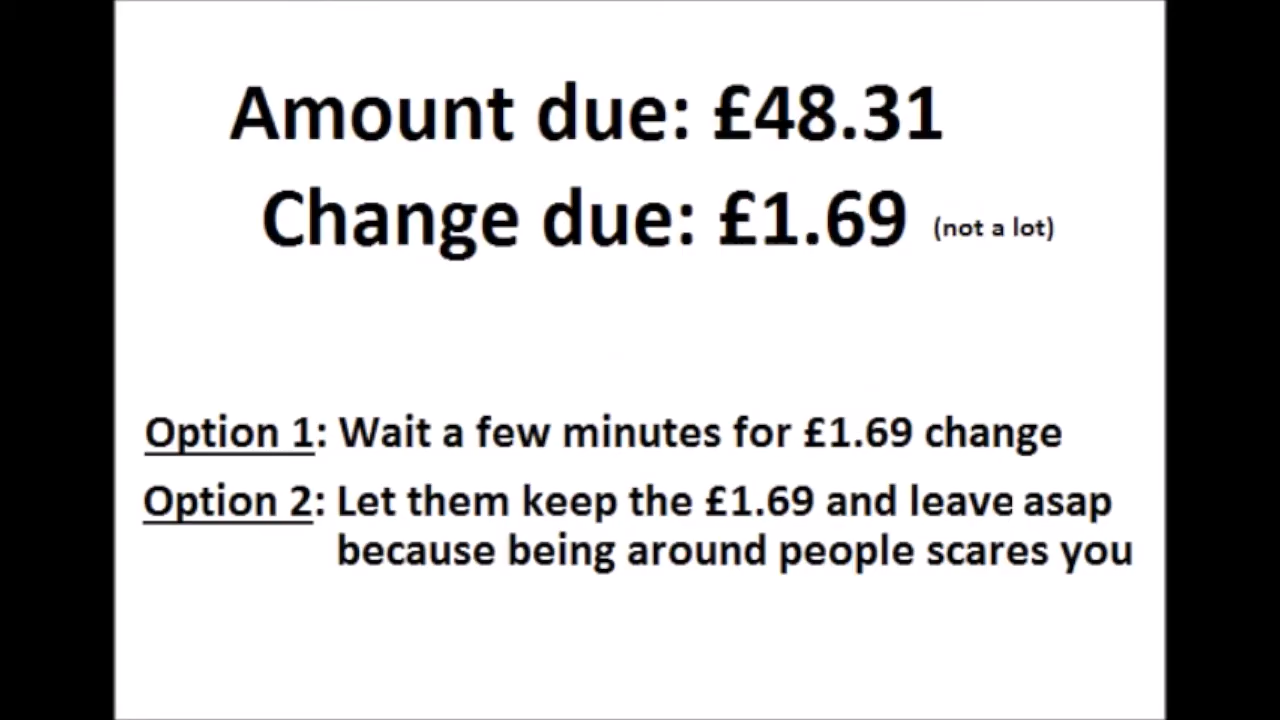 Amount due: £48.31
Change due: £1.69 (not a lot)
Option 1: Wait a few minutes for £1.69 change
Option 2: Let them keep the £1.69 and leave asap
because being around people scares you